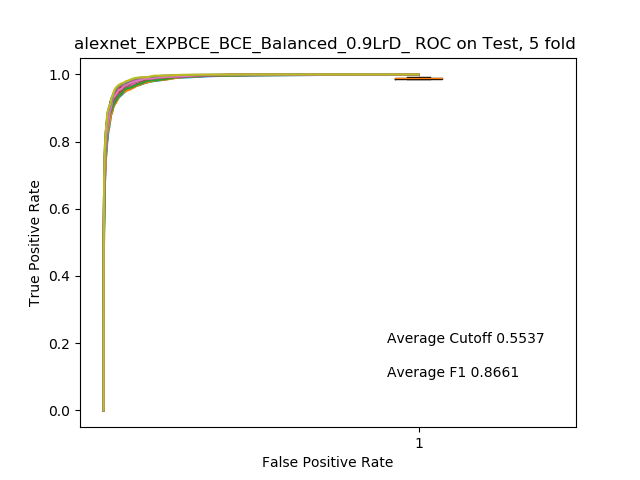 alexnet_EXPBCE_BCE_Balanced_0.9LrD_ ROC on Test, 5 fold
1.0
0.8
0.6
0.4
0.2
0.0
True Positive Rate
Average Cutoff 0.5537
Average F1 0.8661
1
False Positive Rate